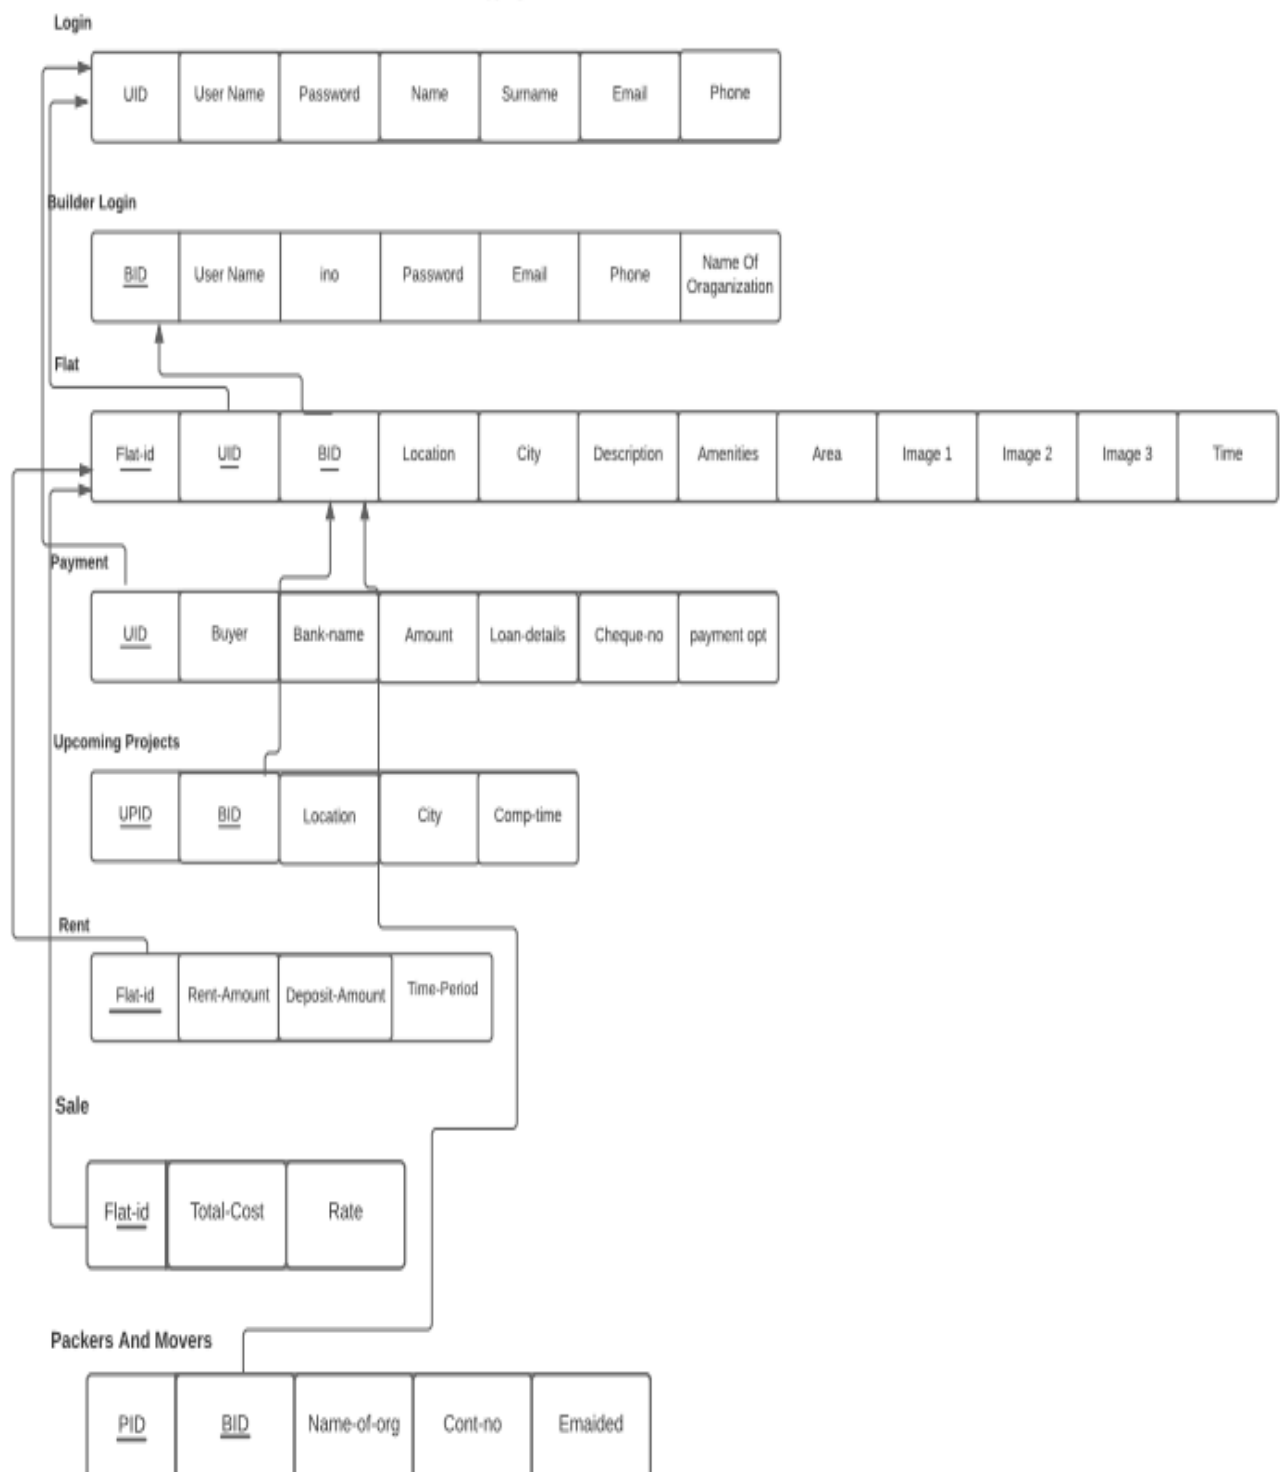 Login
UID User Name Password Name Surname Email Phone
Builder Login
BID User Name ino Password Email Phone Name Of
Oraganization
Flat
Flat-id UID BID Location City Description Amenities Area Image 1 Image 2 Image 3 Time
Payment
UID Buyer Bank-name Amount Loan-details Cheque-no payment opt
Upcoming Projects
UPID BID Location City Comp-time
Rent
Flat-id Rent-Amount Deposit-Amount Time-Period
Sale
Flat-id Total-Cost Rate
Packers And Movers
PID BID Name-of-org Cont-no Emaided